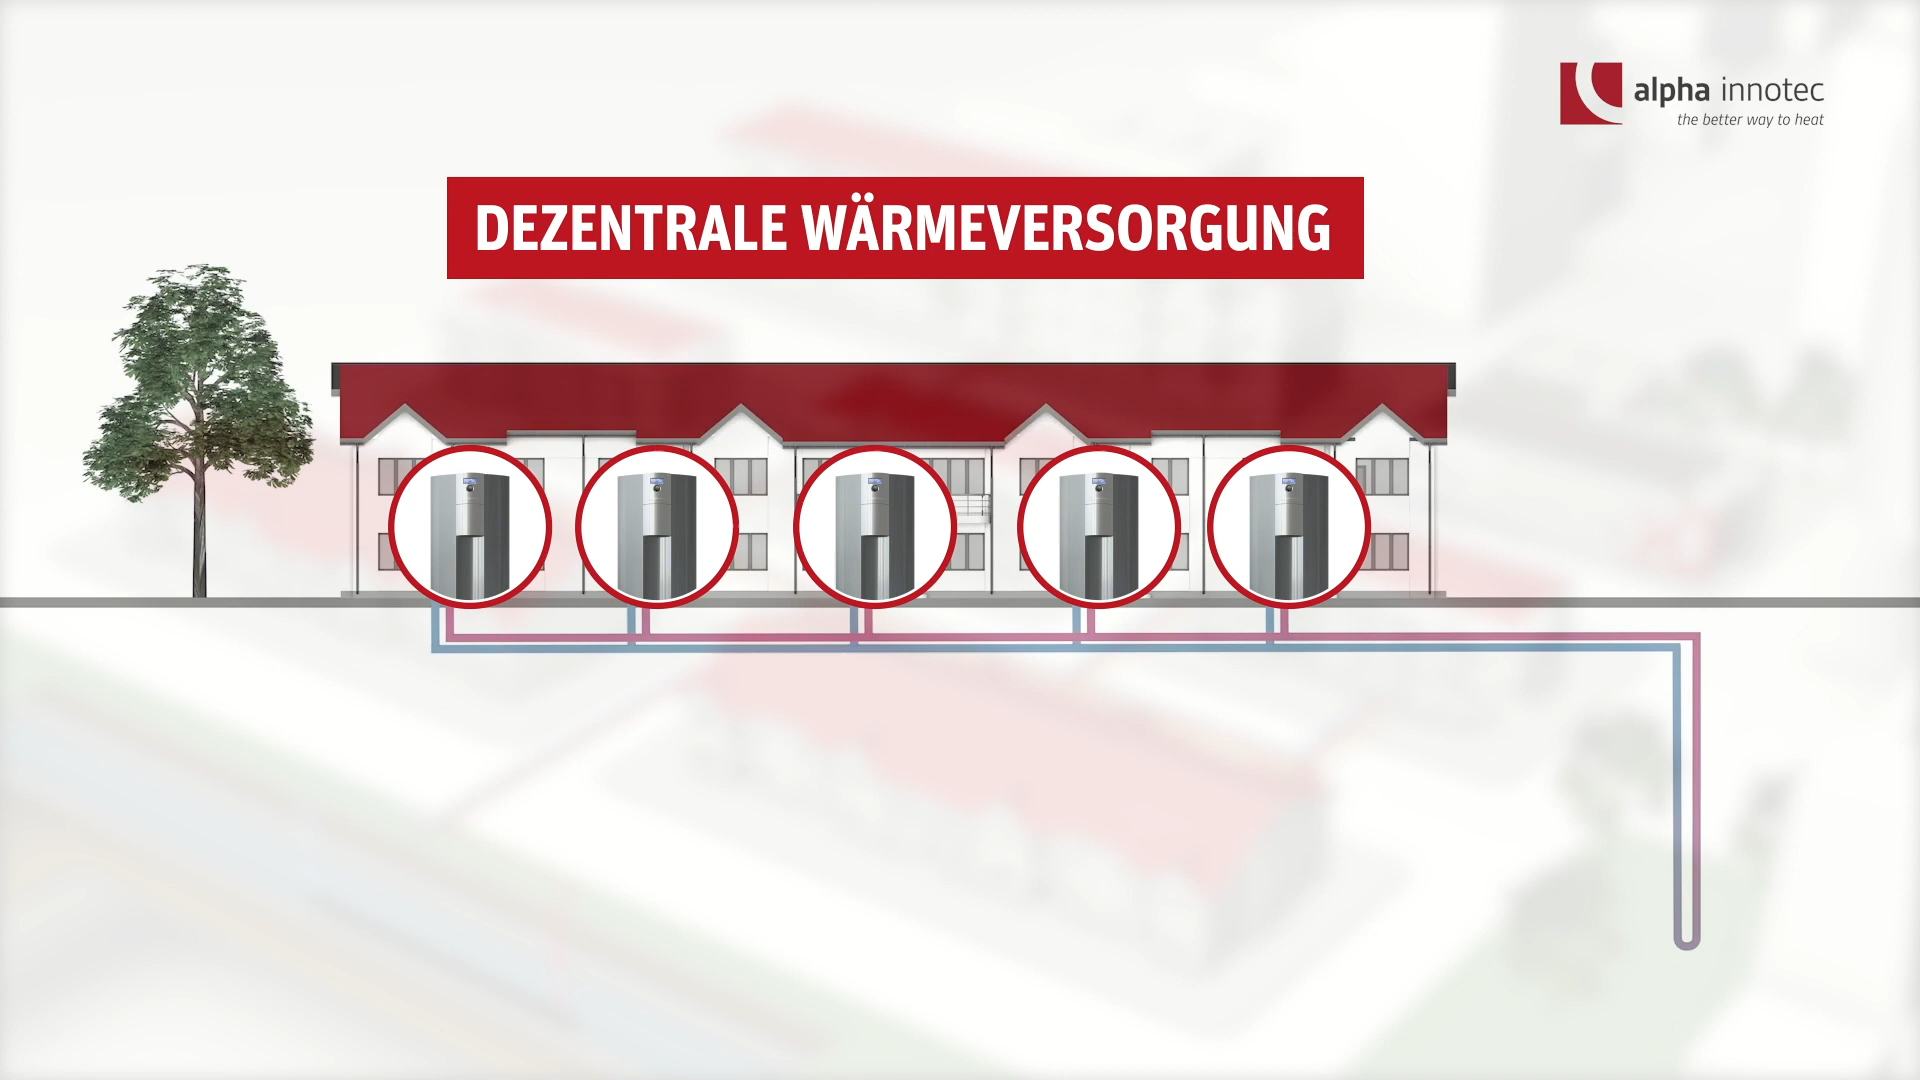 alpha innotec
the better way to heat
DEZENTRALE WÄRMEVERSORGUNG